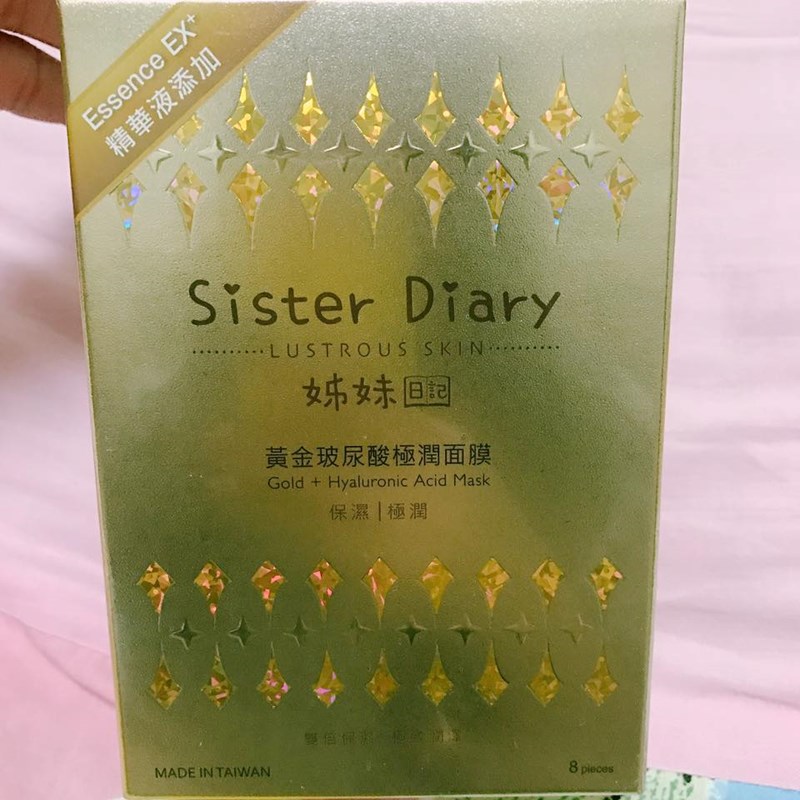 Essence EX+
精華液添加
Sister Diary
LUSTROUS SKIN
姊妹日記
黃金玻尿酸極潤面膜
Gold + Hyaluronic Acid Mask
保濕|極潤
MADE IN TAIWAN
8 pieces